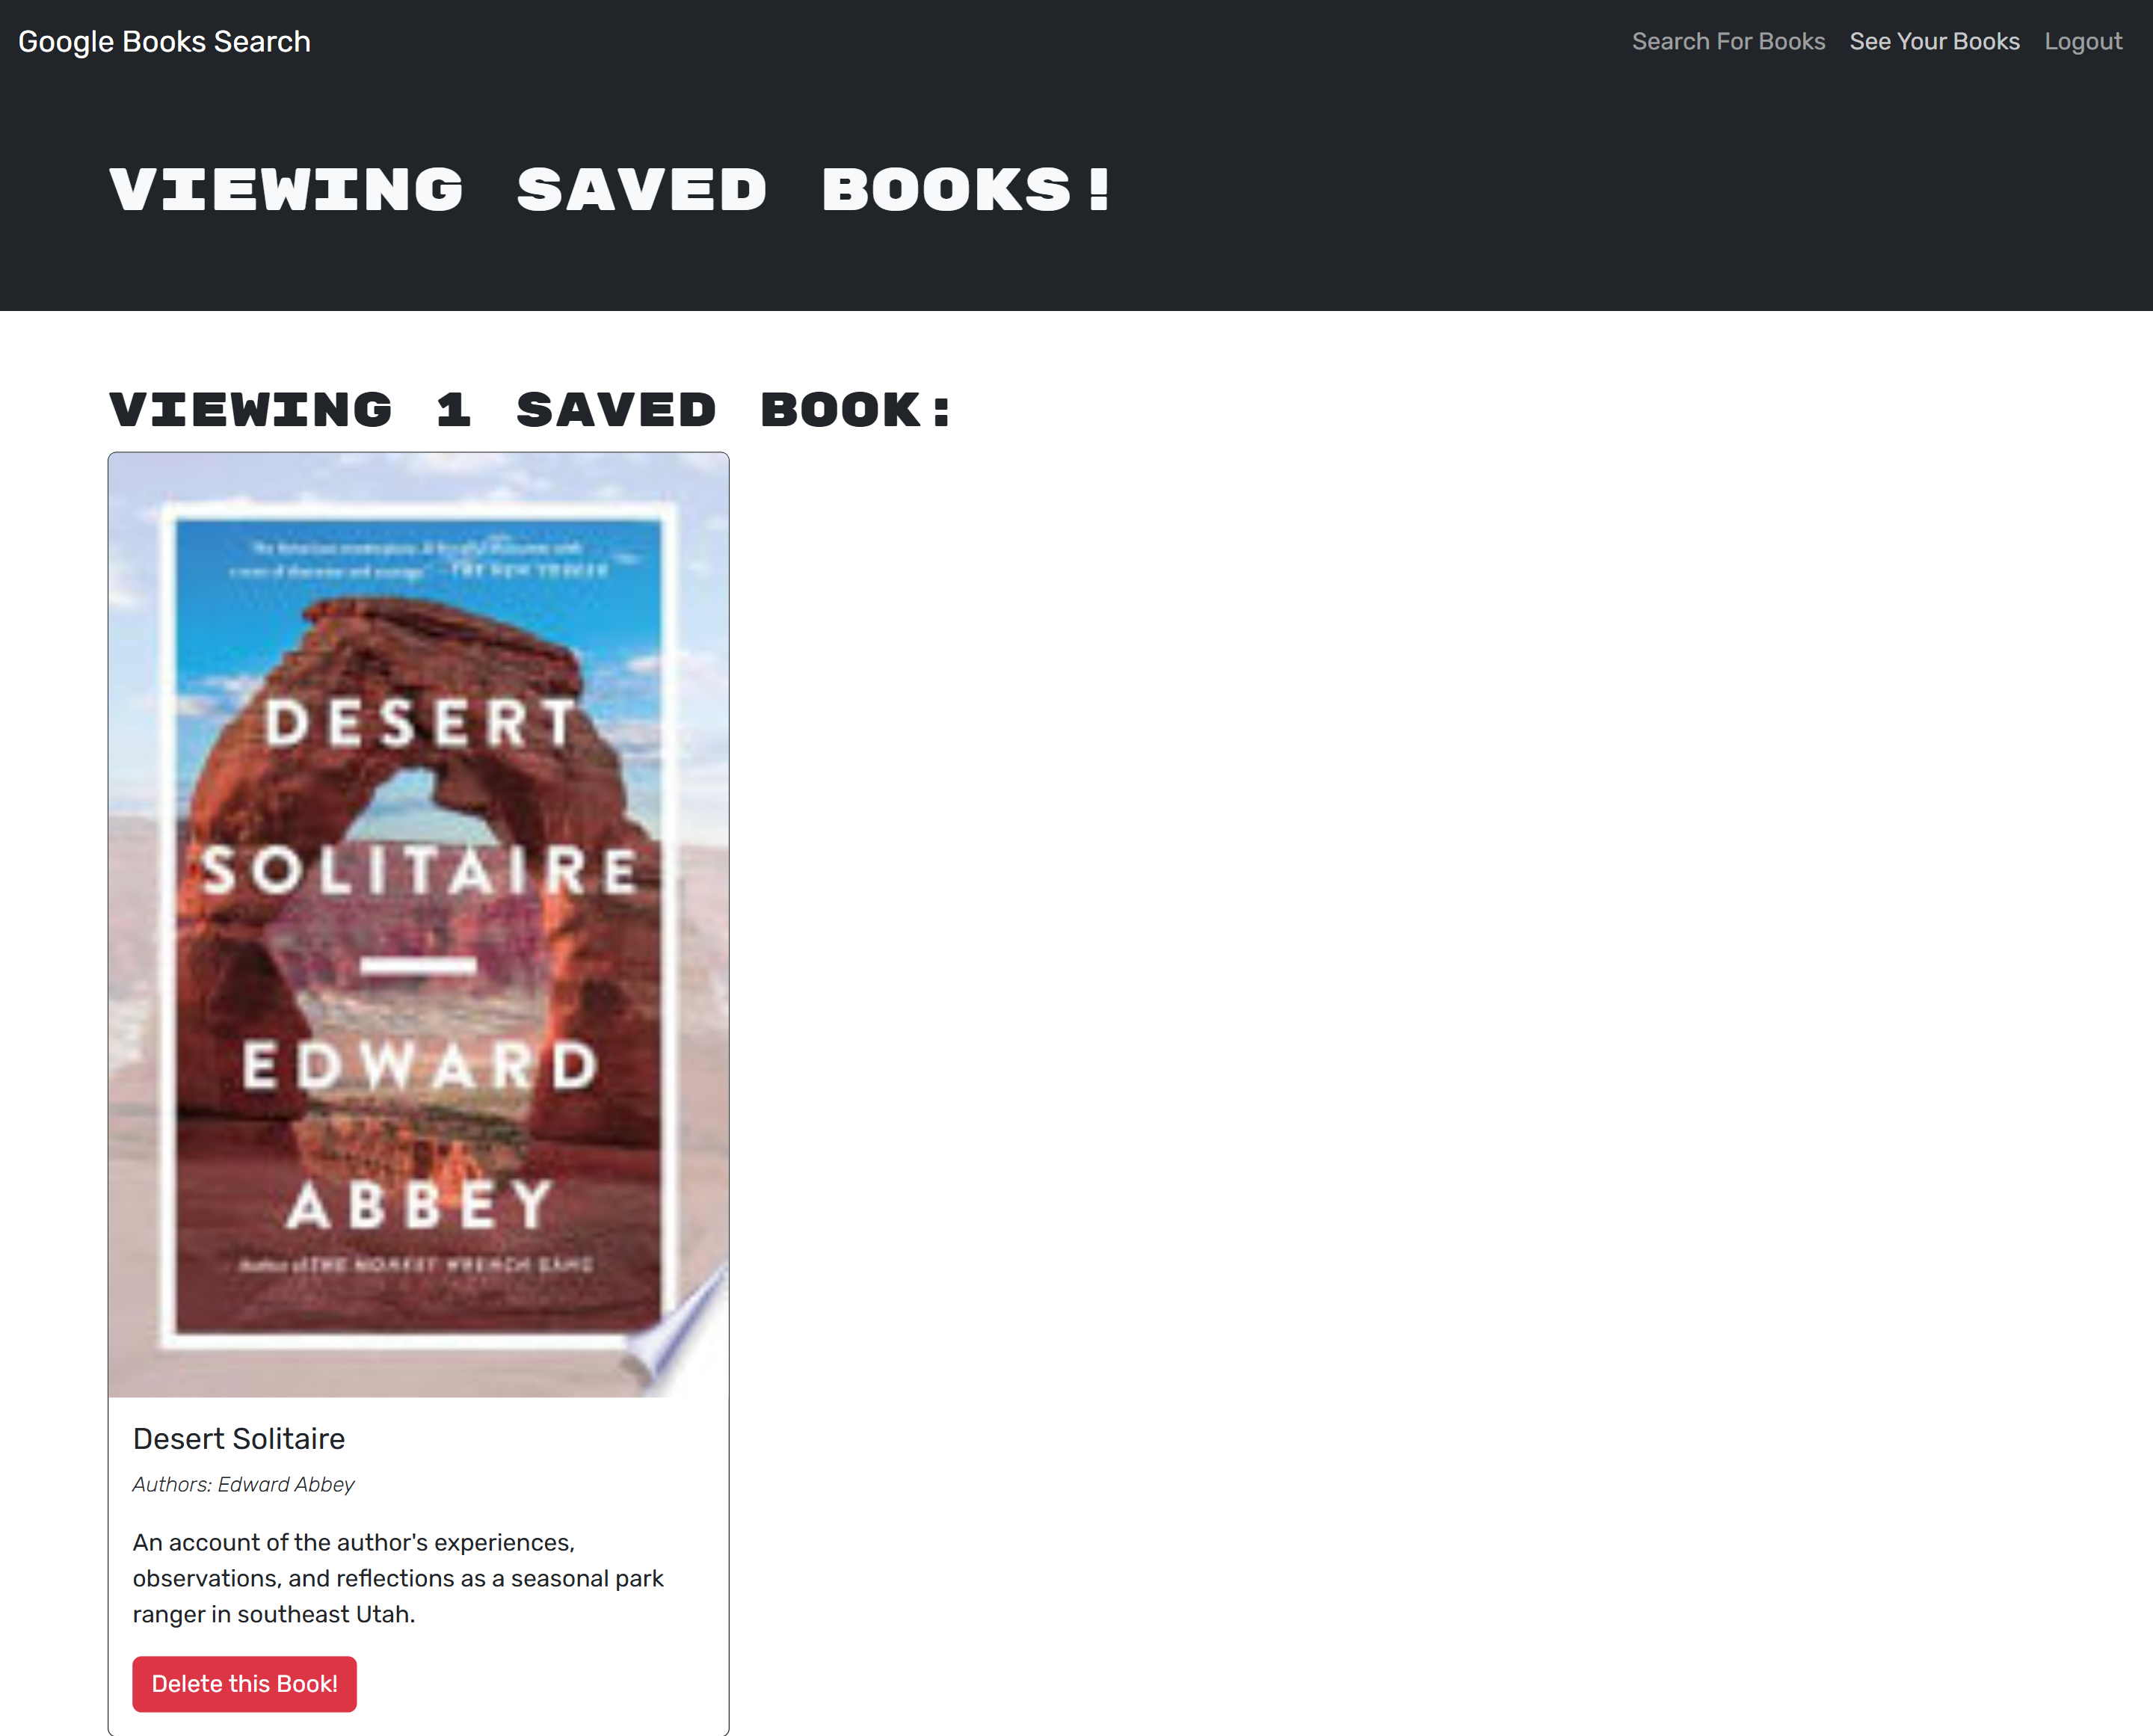 Google Books Search
Search For Books See Your Books Logout
VIEWING SAVED BOOKS!
VIEWING 1 SAVED BOOK:
THE NEW YORKER
DESERT
SOLITAIRE
EDWARD
ABBEY
Author of THE MONKEY WRENCH GANG
Desert Solitaire
Authors: Edward Abbey
An account of the author's experiences,
observations, and reflections as a seasonal park
ranger in southeast Utah.
Delete this Book!